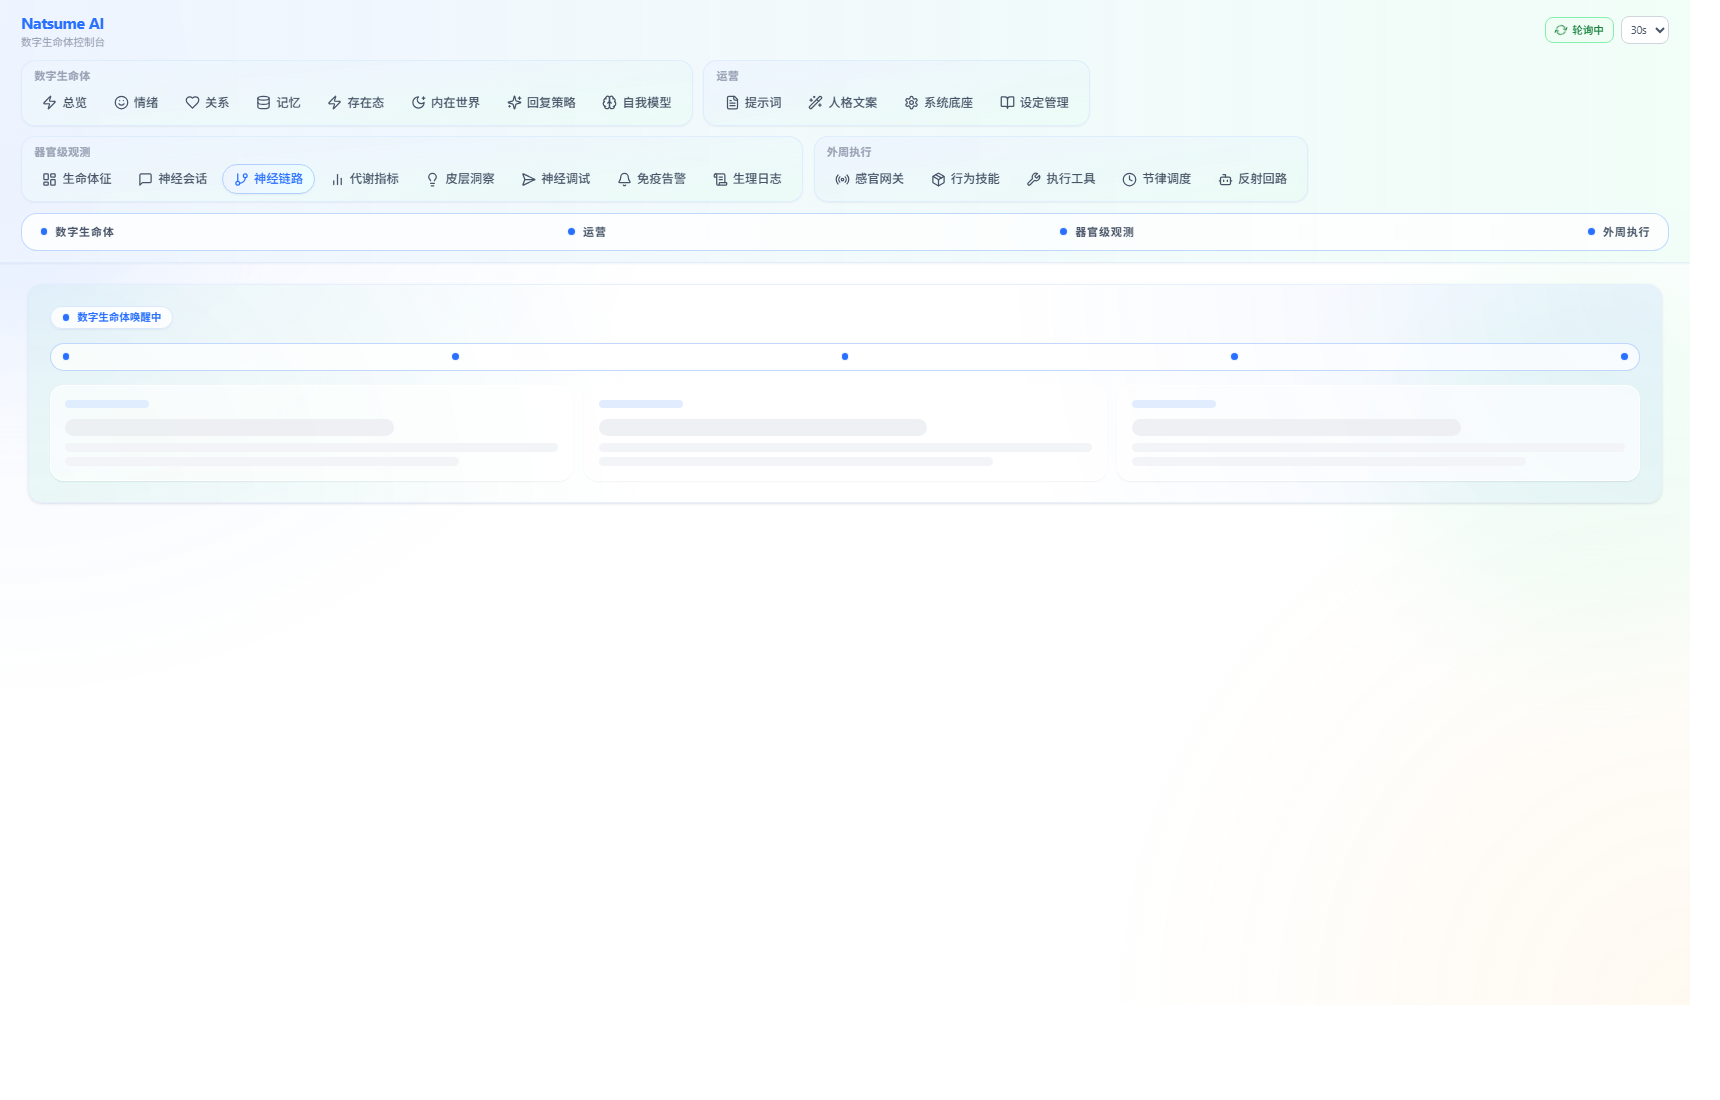 Natsume AI
数字生命体控制台
轮询中
30s
数字生命体
总览 情绪 关系 记忆 存在态 内在世界 回复策略 自我模型
运营
提示词 人格文案 系统底座 设定管理
器官级观测
生命体征 神经会话 神经链路 代谢指标 皮层洞察 神经调试 免疫告警 生理日志
外周执行
感官网关 行为技能 执行工具 节律调度 反射回路
数字生命体 运营 器官级观测 外周执行
数字生命体唤醒中